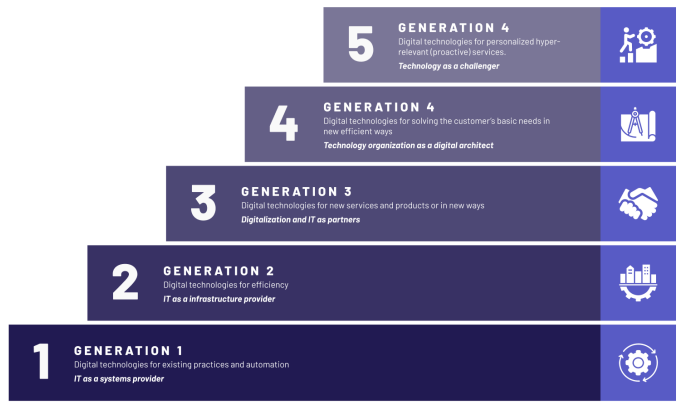 5
GENERATION 4
Digital technologies for personalized hyper-
relevant (proactive) services.
Technology as a challenger
4
GENERATION 4
Digital technologies for solving the customer's basic needs in
new efficient ways
Technology organization as a digital architect
3
GENERATION 3
Digital technologies for new services and products or in new ways
Digitalization and IT as partners
2
GENERATION 2
Digital technologies for efficiency
IT as a infrastructure provider
1
GENERATION 1
Digital technologies for existing practices and automation
IT as a systems provider